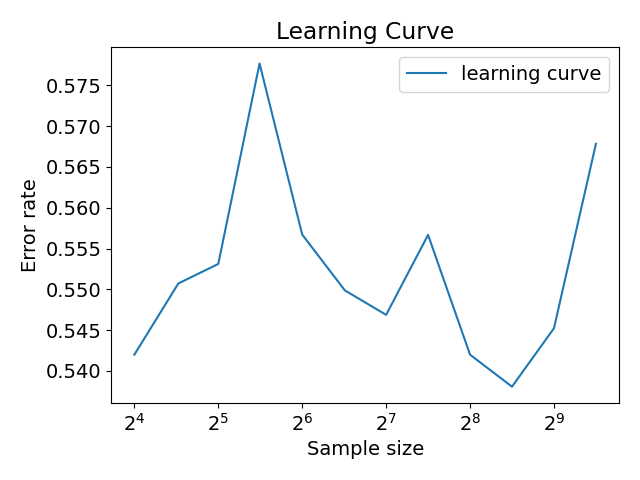 Learning Curve
learning curve
0.575
0.570
0.565
0.560
0.555
0.550
0.545
0.540
Error rate
2⁴ 2⁵ 2⁶ 2⁷ 2⁸ 2⁹
Sample size